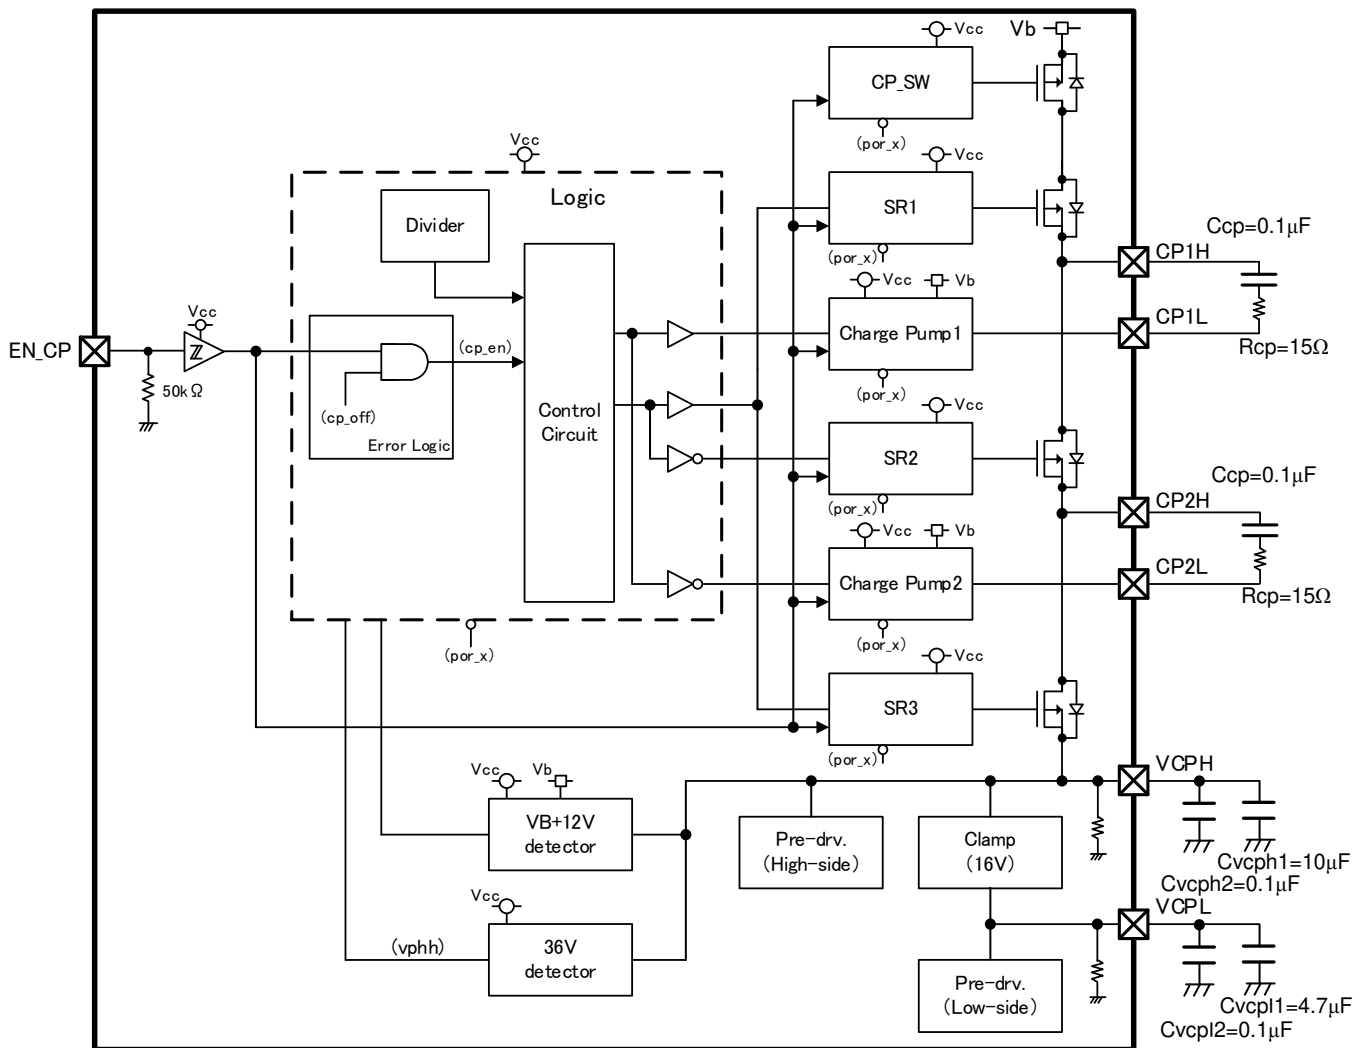 Vcc
Vb
CP_SW
(por_x)
Vcc
Vcc
Logic
SR1
Divider
(por_x)
CP1H
Ccp=0.1μF
Vcc
Vb
Vcc
Charge Pump1
CP1L
EN_CP
(cp_en)
Rcp=15Ω
50kΩ
(por_x)
(cp_off)
Error Logic
Control
Circuit
Vcc
SR2
Ccp=0.1μF
(por_x)
CP2H
Vcc
Vb
Charge Pump2
CP2L
Rcp=15Ω
(por_x)
(por_x)
Vcc
SR3
(por_x)
VCPH
Vcc
Vb
VB+12V
detector
Pre-drv.
(High-side)
Clamp
(16V)
Cvcph1=10μF
Cvcph2=0.1μF
Vcc
VCPL
(vphh)
36V
detector
Pre-drv.
(Low-side)
Cvcpl1=4.7μF
Cvcpl2=0.1μF